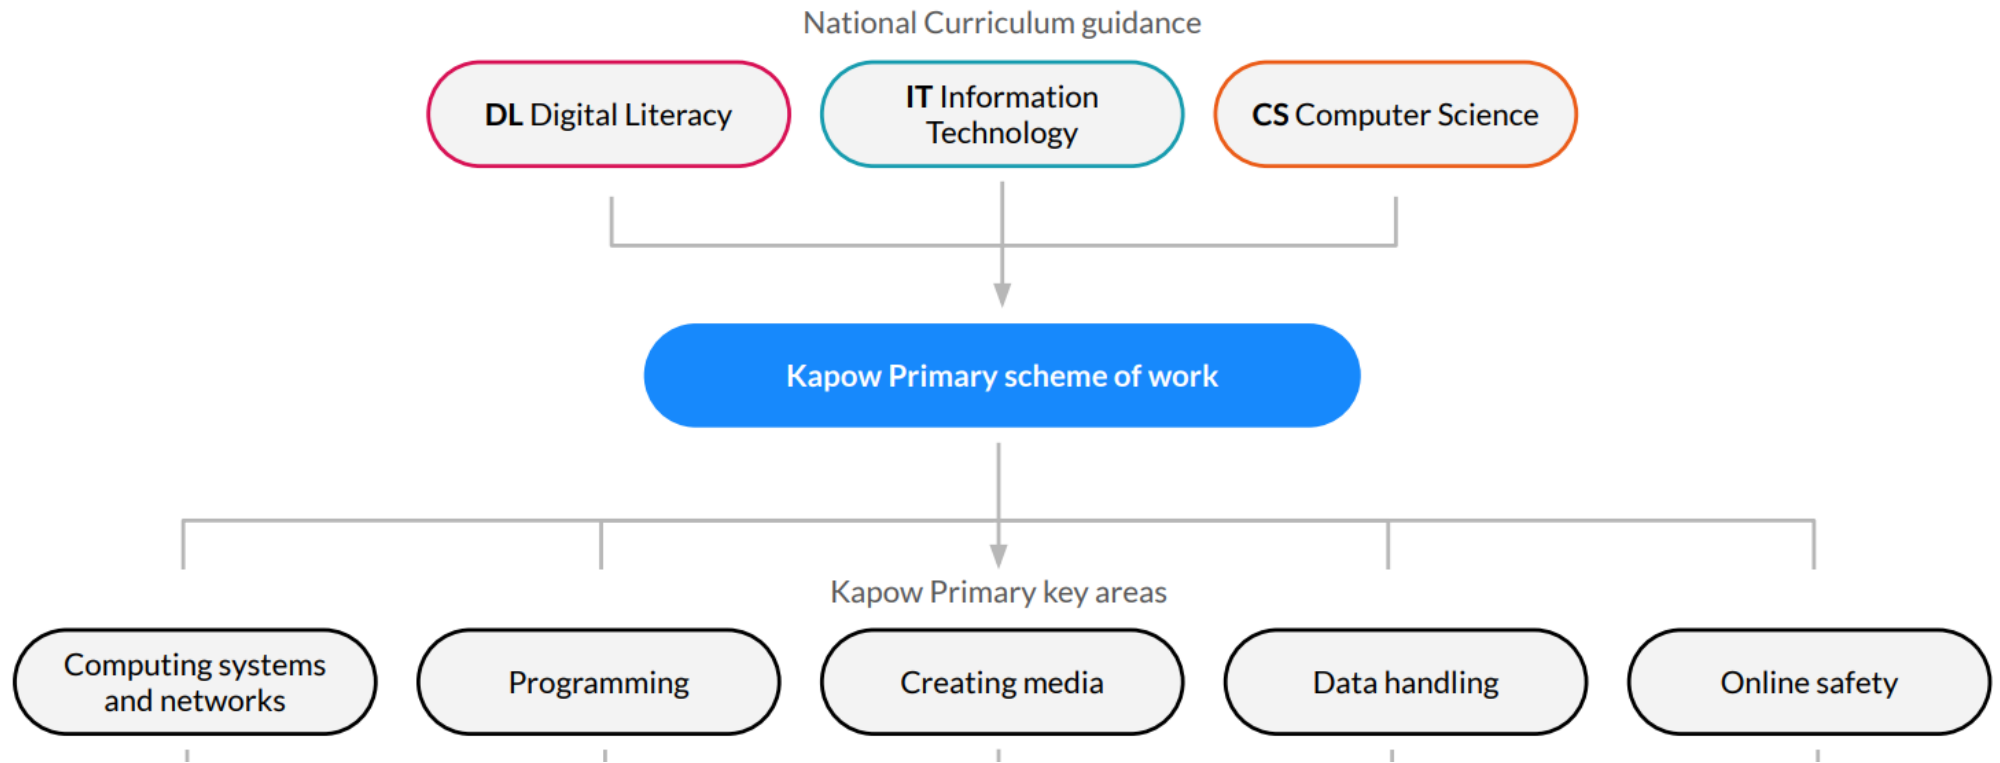 National Curriculum guidance
DL Digital Literacy
IT Information
Technology
CS Computer Science
Kapow Primary scheme of work
Kapow Primary key areas
Computing systems
and networks
Programming
Creating media
Data handling
Online safety